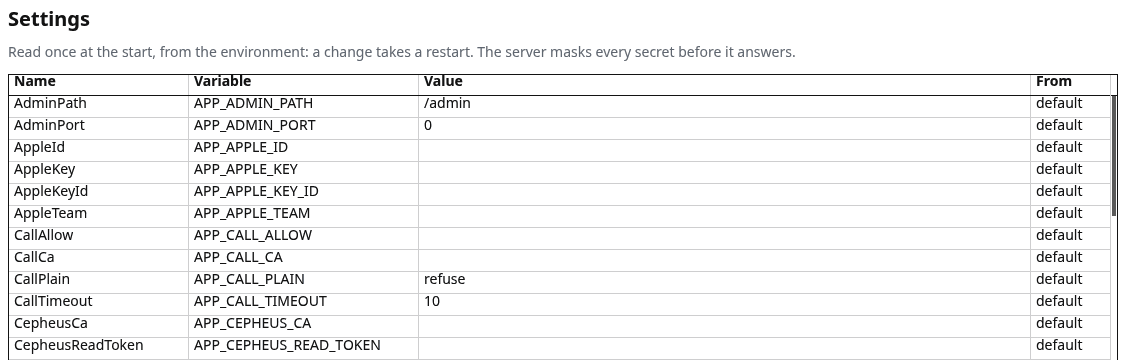 Settings
Read once at the start, from the environment: a change takes a restart. The server masks every secret before it answers.
Name Variable Value From
AdminPath APP_ADMIN_PATH /admin default
AdminPort APP_ADMIN_PORT 0 default
AppleId APP_APPLE_ID default
AppleKey APP_APPLE_KEY default
AppleKeyId APP_APPLE_KEY_ID default
AppleTeam APP_APPLE_TEAM default
CallAllow APP_CALL_ALLOW default
CallCa APP_CALL_CA default
CallPlain APP_CALL_PLAIN refuse default
CallTimeout APP_CALL_TIMEOUT 10 default
CepheusCa APP_CEPHEUS_CA default
CepheusReadToken APP_CEPHEUS_READ_TOKEN default